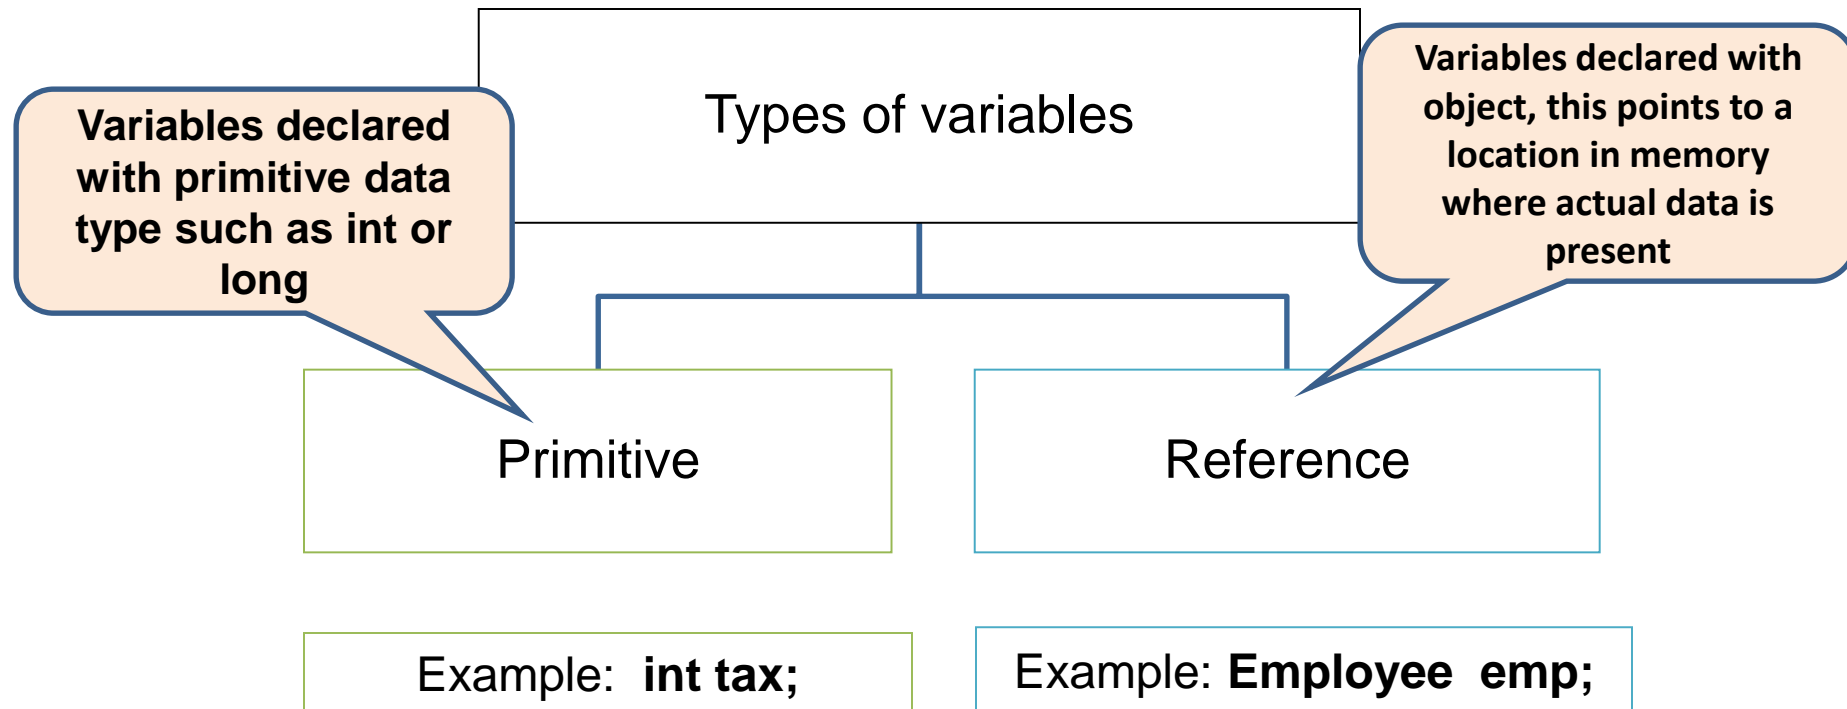 Types of variables
Variables declared
with primitive data
type such as int or
long
Variables declared with
object, this points to a
location in memory
where actual data is
present
Primitive
Reference
Example: int tax;
Example: Employee emp;